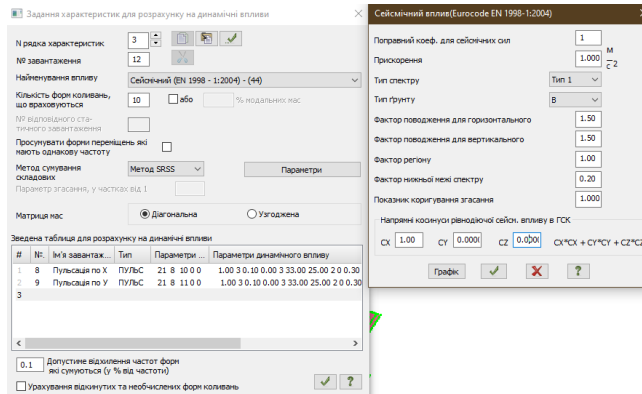 Задання характеристик для розрахунку на динамічні впливи
N рядка характеристик
3
N° завантаження
12
Найменування впливу
Сейсмічний (EN 1998 - 1:2004) - (44)
Кількість форм коливань,
що враховуються
10
або
% модальних мас
N° відповідного ста-
тичного завантаження
Просумувати форми переміщень які
мають однакову частоту
Метод сумування
складових
Метод SRSS
Параметри
Параметр згасання, у частках від 1
Матриця мас
Діагональна
Узгоджена
Зведена таблиця для розрахунку на динамічні впливи
# N°. Ім'я завантаж... Тип Параметри ... Параметри динамічного впливу
1 8 Пульсація по X ПУЛЬС 21 8 10 0 0 1.00 3 0.10 0.00 3 33.00 25.00 2 0 0.30
2 9 Пульсація по У ПУЛЬС 21 8 11 0 0 1.00 3 0.10 0.00 3 33.00 25.00 2 0 0.30
3
0.1
Допустиме відхилення частот форм
які сумуються (у % від частоти)
Урахування відкинутих та необчислених форм коливань
?
Сейсмічний вплив(Eurocode EN 1998-1:2004)
Поправний коеф. для сейсмічних сил
1
Прискорення
1.000
м
с 2
Тип спектру
Тип 1
Тип ґрунту
B
Фактор поводження для горизонтального
1.50
Фактор поводження для вертикального
1.50
Фактор регіону
1.00
Фактор нижньої межі спектру
0.20
Показник коригування згасання
1.000
Напрямні косинуси рівнодіючої сейсм. впливу в ГСК
CX 1.00 CY 0.000 CZ 0.000 CX*CX + CY*CY + CZ*CZ
Графік
?